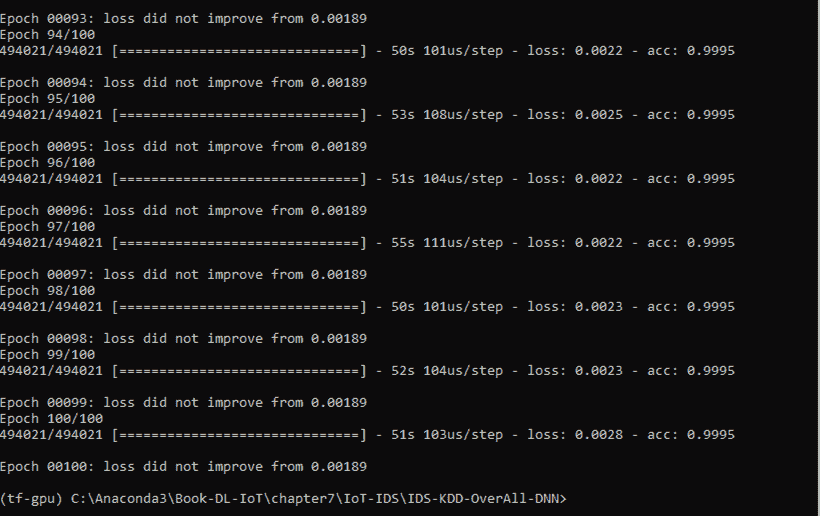 Epoch 00093: loss did not improve from 0.00189
Epoch 94/100
494021/494021 [==============================] - 50s 101us/step - loss: 0.0022 - acc: 0.9995
Epoch 00094: loss did not improve from 0.00189
Epoch 95/100
494021/494021 [==============================] - 53s 108us/step - loss: 0.0025 - acc: 0.9995
Epoch 00095: loss did not improve from 0.00189
Epoch 96/100
494021/494021 [==============================] - 51s 104us/step - loss: 0.0022 - acc: 0.9995
Epoch 00096: loss did not improve from 0.00189
Epoch 97/100
494021/494021 [==============================] - 55s 111us/step - loss: 0.0022 - acc: 0.9995
Epoch 00097: loss did not improve from 0.00189
Epoch 98/100
494021/494021 [==============================] - 50s 101us/step - loss: 0.0023 - acc: 0.9995
Epoch 00098: loss did not improve from 0.00189
Epoch 99/100
494021/494021 [==============================] - 52s 104us/step - loss: 0.0023 - acc: 0.9995
Epoch 00099: loss did not improve from 0.00189
Epoch 100/100
494021/494021 [==============================] - 51s 103us/step - loss: 0.0028 - acc: 0.9995
Epoch 00100: loss did not improve from 0.00189
(tf-gpu) C:\Anaconda3\Book-DL-IoT\chapter7\IoT-IDS\IDS-KDD-OverAll-DNN>